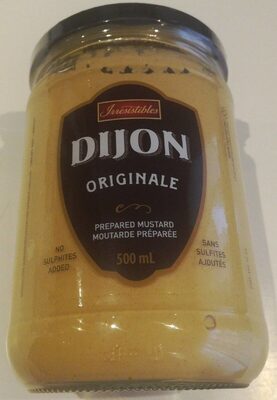 Irresistibles
DIJON
ORIGINALE
PREPARED MUSTARD
MOUTARDE PRÉPARÉE
500 mL
NO
SULPHITES
ADDED
SANS
SULFITES
AJOUTÉS